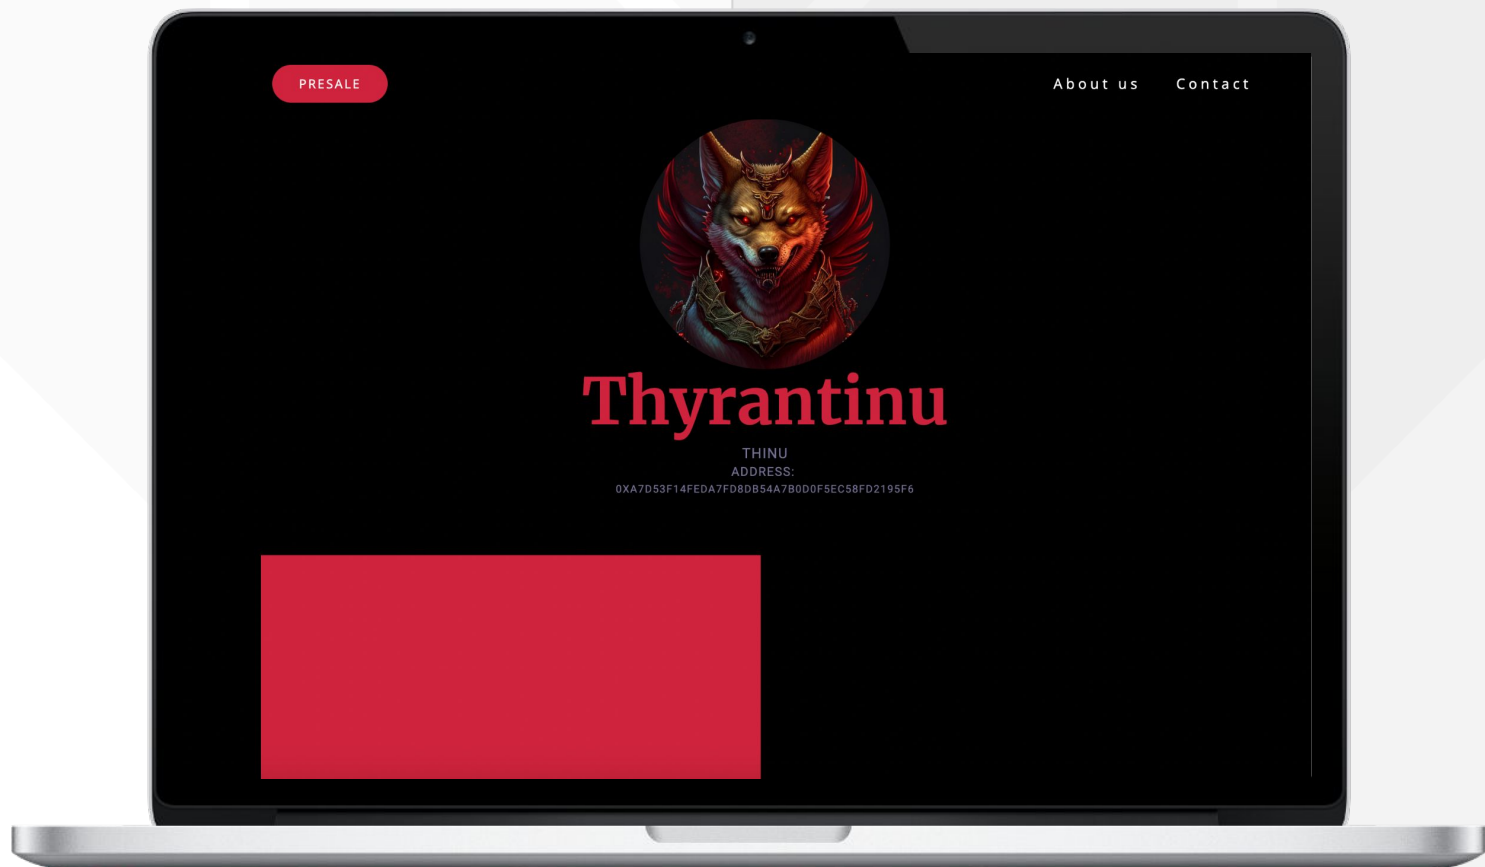 PRESALE
About us
Contact
Thyrantinu
THINU
ADDRESS:
0XA7D53F14FEDA7FD8DB54A7B0D0F5EC58FD2195F6